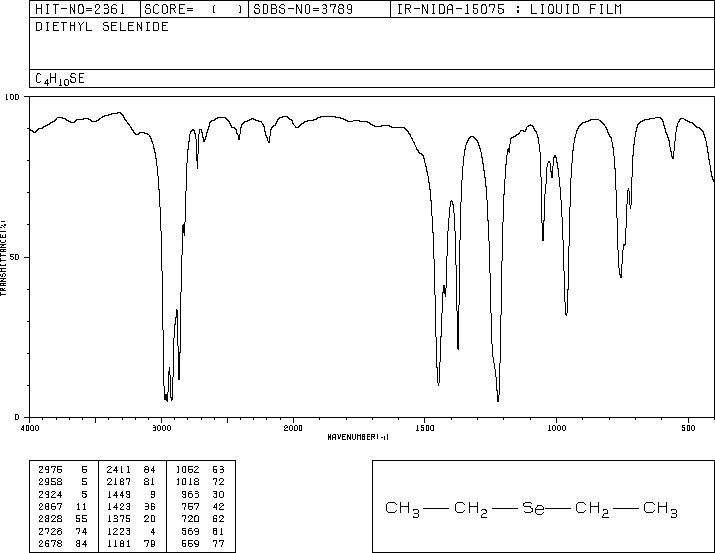 HIT-NO=2361 SCORE= ( ) SDBS-NO=3789 IR-NIDA-15075 : LIQUID FILM
DIETHYL SELENIDE
C4H10SE
100
TRANSMITTANCE(%)
50
0
4000 3000 2000 1500 1000 500
WAVENUMBER(-1)
2976 6 2411 84 1052 53
2958 5 2187 81 1018 72
2924 5 1449 9 963 30
2867 11 1423 36 757 42
2828 55 1375 20 720 62
2728 74 1223 4 569 81
2678 84 1181 79 559 77
CH3 CH2 Se CH2 CH3